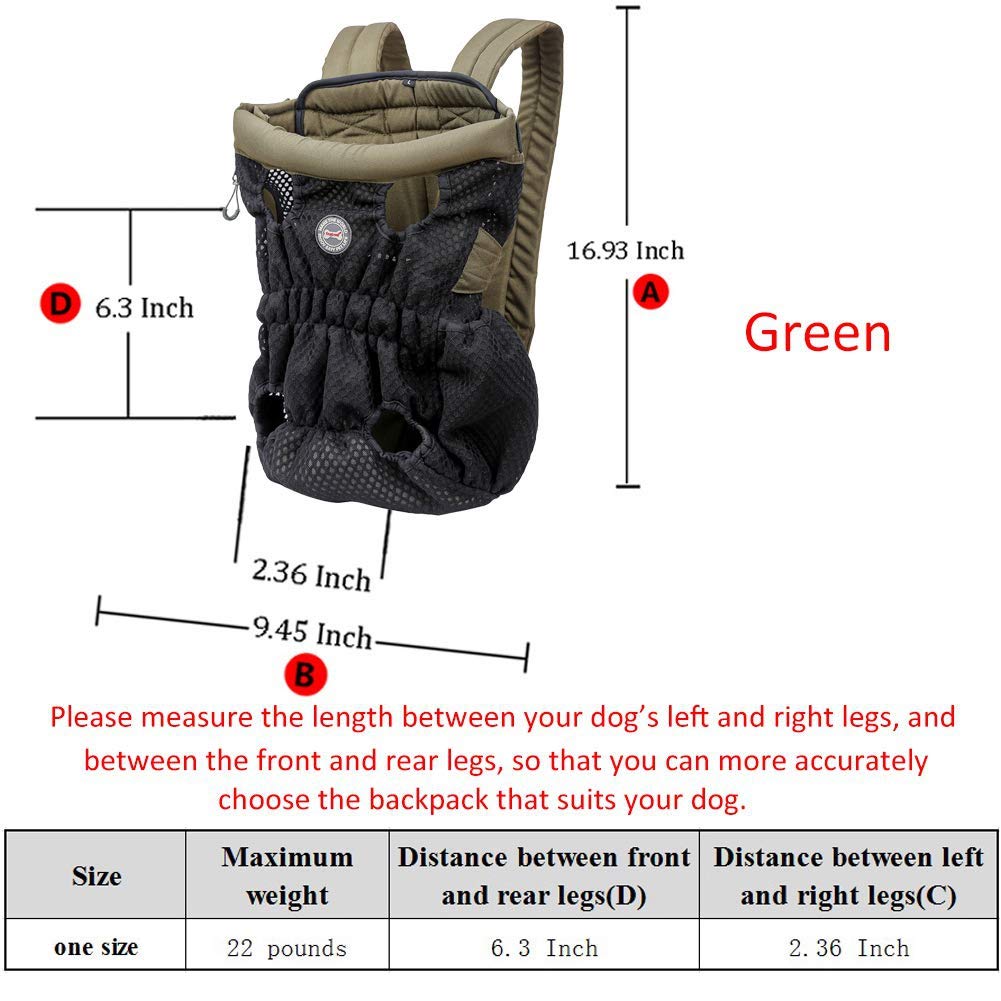 16.93 Inch
A
D
6.3 Inch
Green
2.36 Inch
9.45 Inch
B
Please measure the length between your dog’s left and right legs, and
between the front and rear legs, so that you can more accurately
choose the backpack that suits your dog.
Size
Maximum
weight
Distance between front
and rear legs(D)
Distance between left
and right legs(C)
one size
22 pounds
6.3 Inch
2.36 Inch